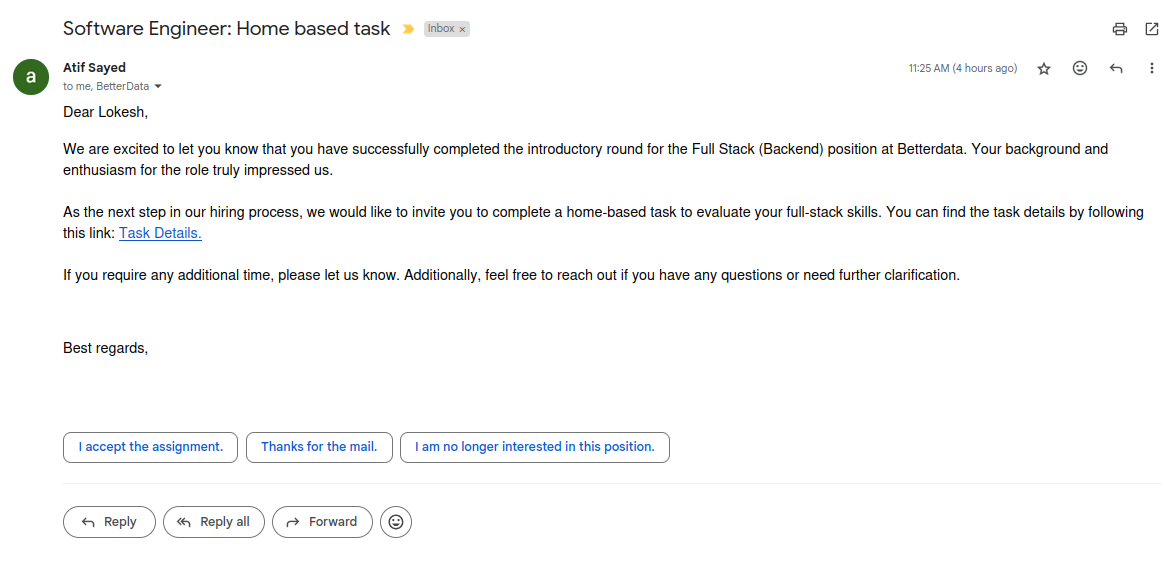 Software Engineer: Home based task Inbox ×
a
Atif Sayed 11:25 AM (4 hours ago)
to me, BetterData
Dear Lokesh,
We are excited to let you know that you have successfully completed the introductory round for the Full Stack (Backend) position at Betterdata. Your background and
enthusiasm for the role truly impressed us.
As the next step in our hiring process, we would like to invite you to complete a home-based task to evaluate your full-stack skills. You can find the task details by following
this link: Task Details.
If you require any additional time, please let us know. Additionally, feel free to reach out if you have any questions or need further clarification.
Best regards,
I accept the assignment. Thanks for the mail. I am no longer interested in this position.
Reply Reply all Forward